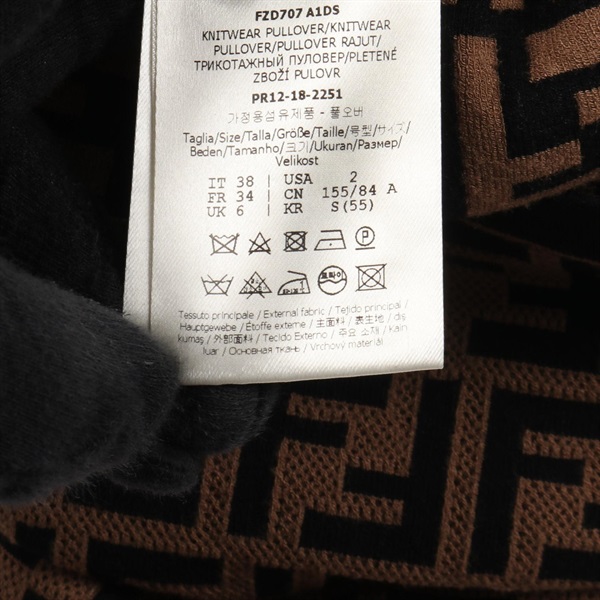 FZD707 A1DS
KNITWEAR PULLOVER/KNITWEAR
PULLOVER/PULLOVER RAJUT/
ТРИКОТАЖНЫЙ ПУЛОВЕР/PLETENÉ
ZBOŽÍ PULOVR
PR12-18-2251
가정용섬유제품 - 풀오버
Taglia/Size/Talla/Größe/Taille/号型/サイズ/
Beden/Tamanho/크기/Ukuran/Размер/
Velikost
IT 38 | USA 2
FR 34 | CN 155/84 A
UK 6 | KR S(55)
Tessuto principale / External fabric / Tejido principal /
Hauptgewebe / Étoffe externe / 主面料 / 表生地 / dış
kumaş / 外部面料 / Tecido Externo / 주요 소재 / kain
luar / Основная ткань / Vrchový materiál